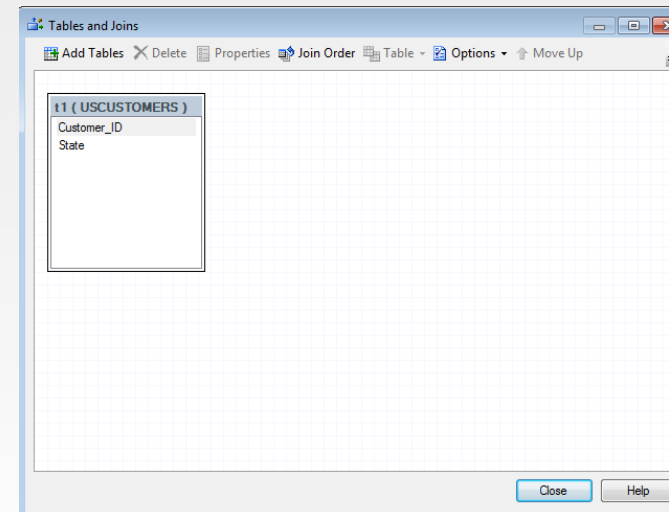 Tables and Joins
Add Tables Delete Properties Join Order Table Options Move Up
t1 ( USCUSTOMERS )
Customer_ID
State
Close Help